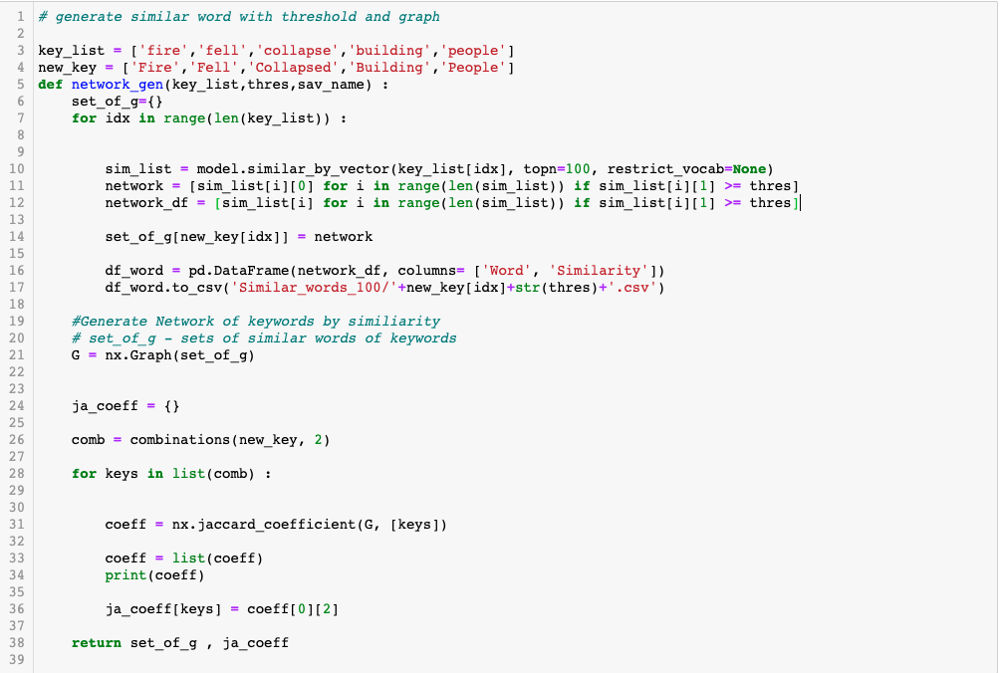 1 # generate similar word with threshold and graph
2
3 key_list = ['fire','fell','collapse','building','people']
4 new_key = ['Fire','Fell','Collapsed','Building','People']
5 def network_gen(key_list,thres,sav_name) :
6     set_of_g={}
7     for idx in range(len(key_list)) :
8
9
10         sim_list = model.similar_by_vector(key_list[idx], topn=100, restrict_vocab=None)
11         network = [sim_list[i][0] for i in range(len(sim_list)) if sim_list[i][1] >= thres]
12         network_df = [sim_list[i] for i in range(len(sim_list)) if sim_list[i][1] >= thres]
13
14         set_of_g[new_key[idx]] = network
15
16         df_word = pd.DataFrame(network_df, columns= ['Word', 'Similarity'])
17         df_word.to_csv('Similar_words_100/'+new_key[idx]+str(thres)+'.csv')
18
19     #Generate Network of keywords by similiarity
20     # set_of_g - sets of similar words of keywords
21     G = nx.Graph(set_of_g)
22
23
24     ja_coeff = {}
25
26     comb = combinations(new_key, 2)
27
28     for keys in list(comb) :
29
30
31         coeff = nx.jaccard_coefficient(G, [keys])
32
33         coeff = list(coeff)
34         print(coeff)
35
36         ja_coeff[keys] = coeff[0][2]
37
38     return set_of_g , ja_coeff
39